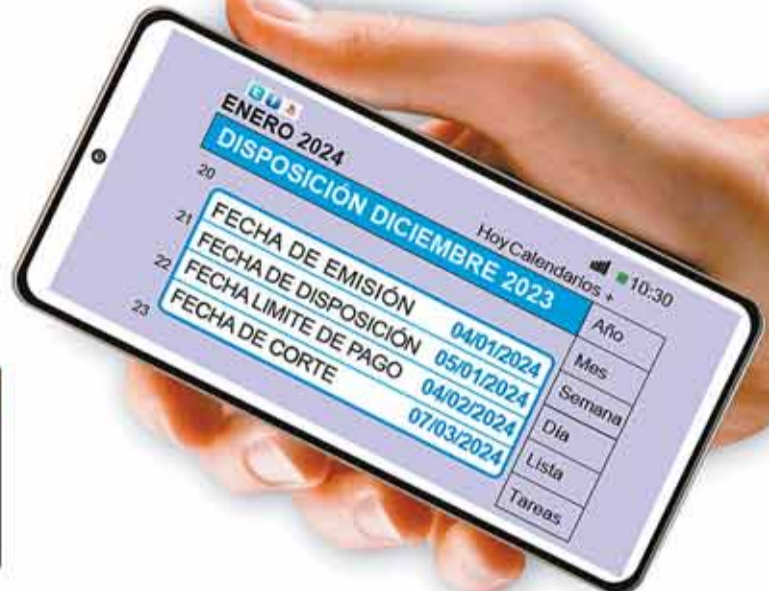 ENERO 2024
Hoy Calendarios +
10:30
DISPOSICIÓN DICIEMBRE 2023
20
21
22
23
FECHA DE EMISIÓN 04/01/2024
FECHA DE DISPOSICIÓN 05/01/2024
FECHA LIMITE DE PAGO 04/02/2024
FECHA DE CORTE 07/03/2024
Año
Mes
Semana
Día
Lista
Tareas